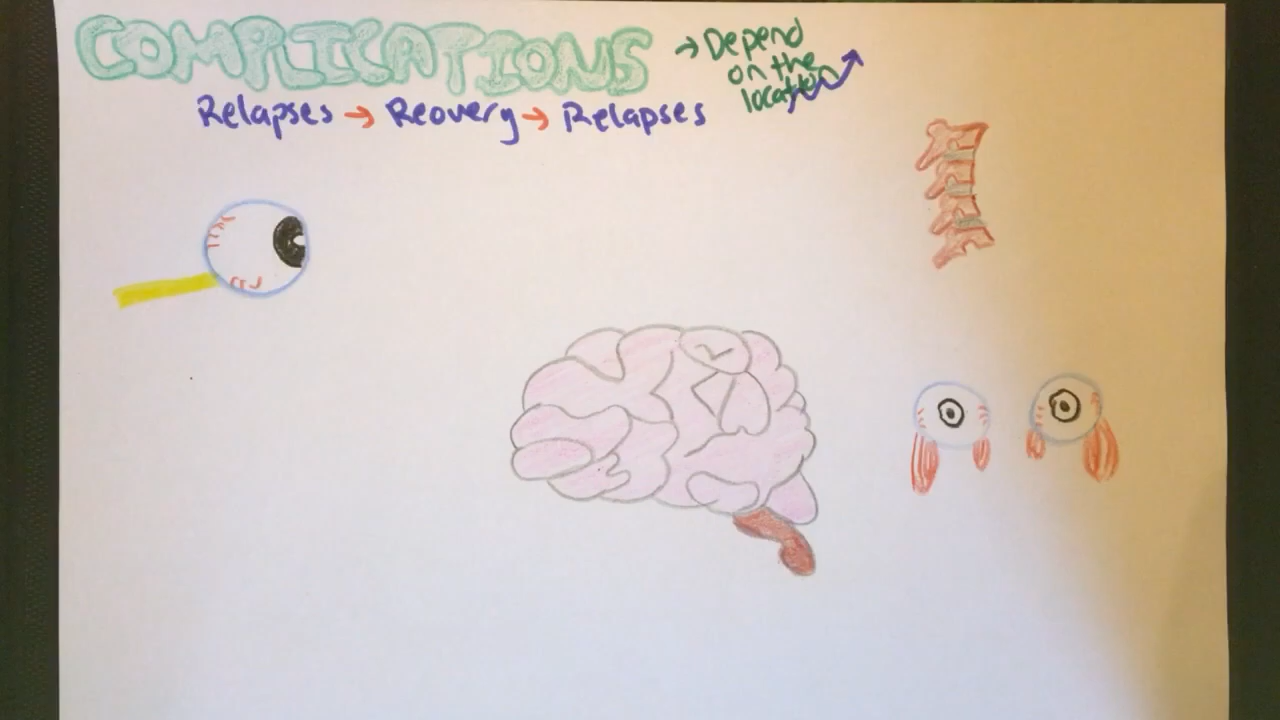 COMPLICATIONS
→ Depend
on the
location
Relapses → Reovery → Relapses